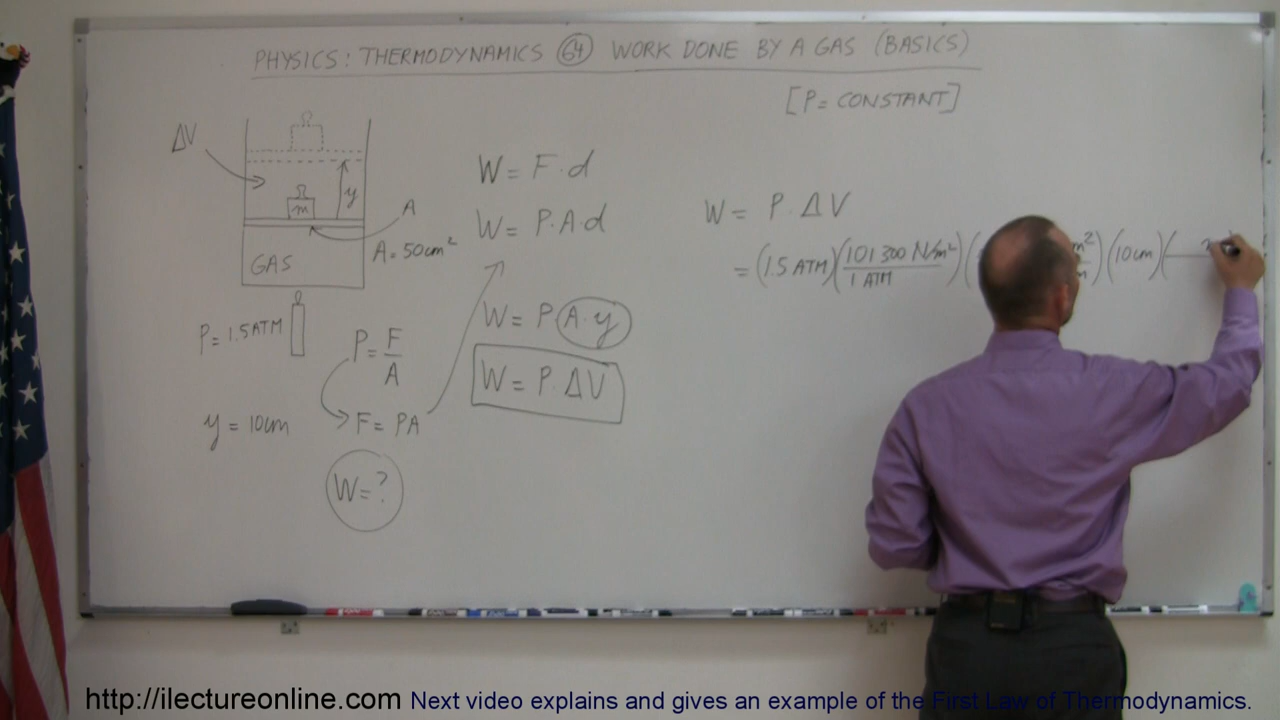 PHYSICS: THERMODYNAMICS 64 WORK DONE BY A GAS (BASICS)
[P = CONSTANT]
ΔV
m
y
A
A = 50cm²
GAS
P = 1.5 ATM
y = 10cm
P = F/A
F = PA
W = ?
W = F·d
W = P·A·d
W = P A·y
W = P·ΔV
W = P·ΔV
= (1.5 ATM)(101 300 N/m² / 1 ATM)( m²)(10cm)(
http://ilectureonline.com Next video explains and gives an example of the First Law of Thermodynamics.